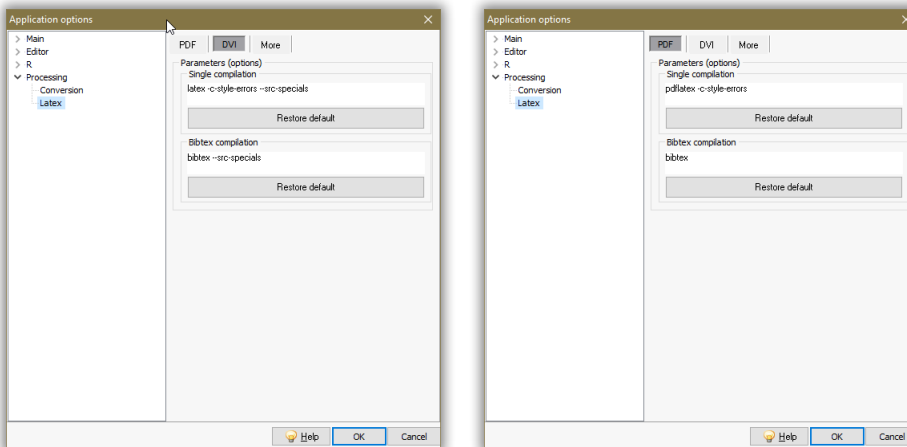 Application options
Main
Editor
R
Processing
Conversion
Latex
PDF DVI More
Parameters (options)
Single compilation
latex -c-style-errors --src-specials
Restore default
Bibtex compilation
bibtex --src-specials
Restore default
Help OK Cancel
Application options
Main
Editor
R
Processing
Conversion
Latex
PDF DVI More
Parameters (options)
Single compilation
pdflatex -c-style-errors
Restore default
Bibtex compilation
bibtex
Restore default
Help OK Cancel